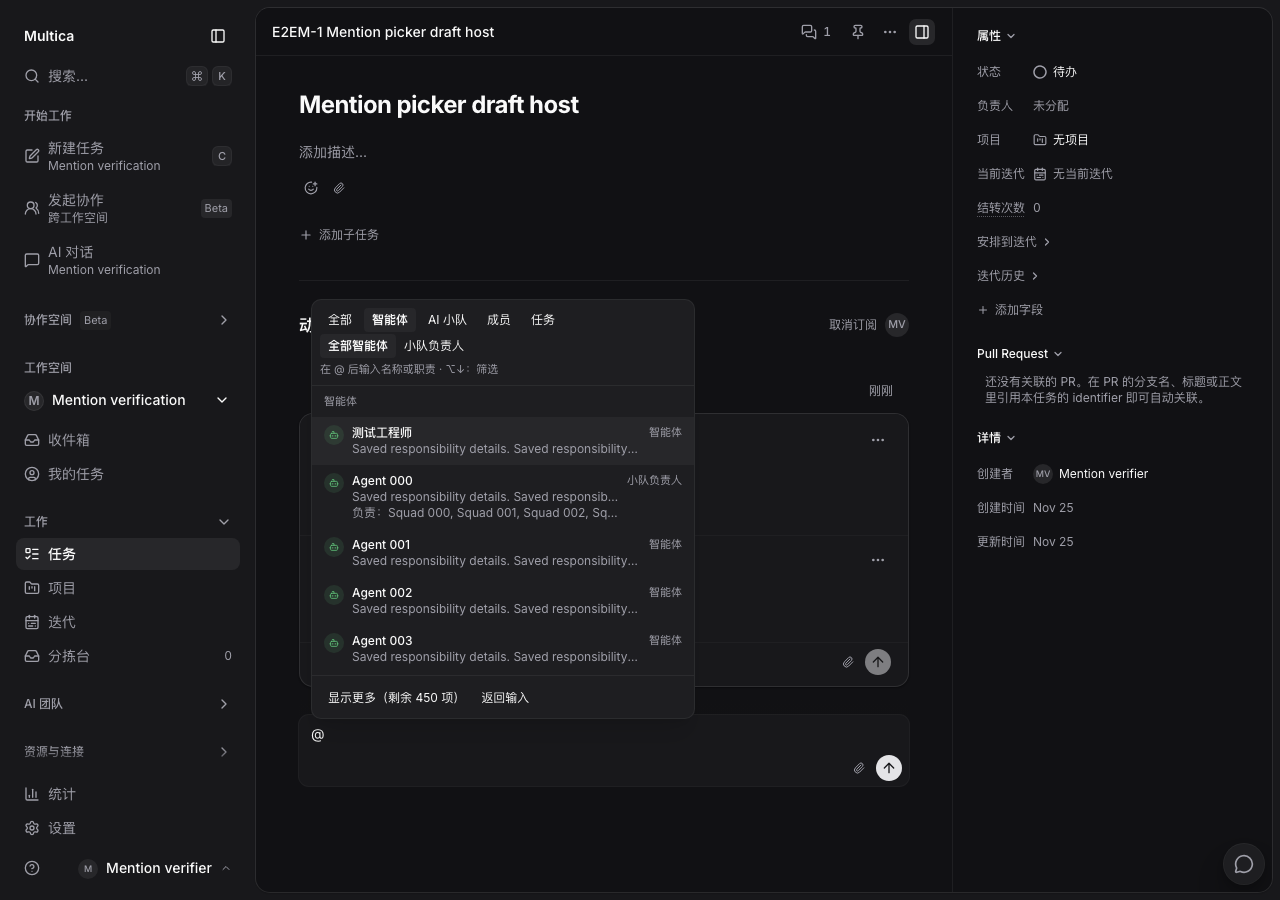 Multica
搜索...
⌘ K
开始工作
新建任务
Mention verification
C
发起协作
跨工作空间
Beta
AI 对话
Mention verification
协作空间 Beta
工作空间
M Mention verification
收件箱
我的任务
工作
任务
项目
迭代
分拣台 0
AI 团队
资源与连接
统计
设置
M Mention verifier
E2EM-1 Mention picker draft host
1
Mention picker draft host
添加描述...
添加子任务
动
取消订阅 MV
刚刚
全部 智能体 AI 小队 成员 任务
全部智能体 小队负责人
在 @ 后输入名称或职责 · ⌥↓: 筛选
智能体
测试工程师 智能体
Saved responsibility details. Saved responsibility...
Agent 000 小队负责人
Saved responsibility details. Saved responsib...
负责: Squad 000, Squad 001, Squad 002, Sq...
Agent 001 智能体
Saved responsibility details. Saved responsibility...
Agent 002 智能体
Saved responsibility details. Saved responsibility...
Agent 003 智能体
Saved responsibility details. Saved responsibility...
显示更多（剩余 450 项） 返回输入
@
属性
状态 待办
负责人 未分配
项目 无项目
当前迭代 无当前迭代
结转次数 0
安排到迭代
迭代历史
添加字段
Pull Request
还没有关联的 PR。在 PR 的分支名、标题或正文
里引用本任务的 identifier 即可自动关联。
详情
创建者 MV Mention verifier
创建时间 Nov 25
更新时间 Nov 25